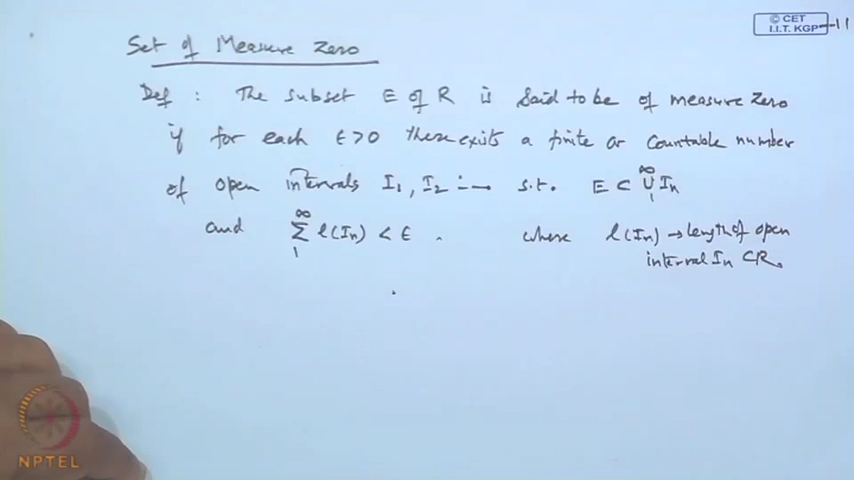 © CET
I.I.T. KGP
11
Set of Measure Zero
Def : The subset E of R is Said to be of measure Zero
if for each ε>0 there exists a finite or Countable number
of open intervals I₁, I₂ ... s.t. E ⊂ ∞∪₁ Iₙ
and ∞Σ₁ l(Iₙ) < ε . where l(Iₙ) → length of open
interval Iₙ ⊂ R.
NPTEL